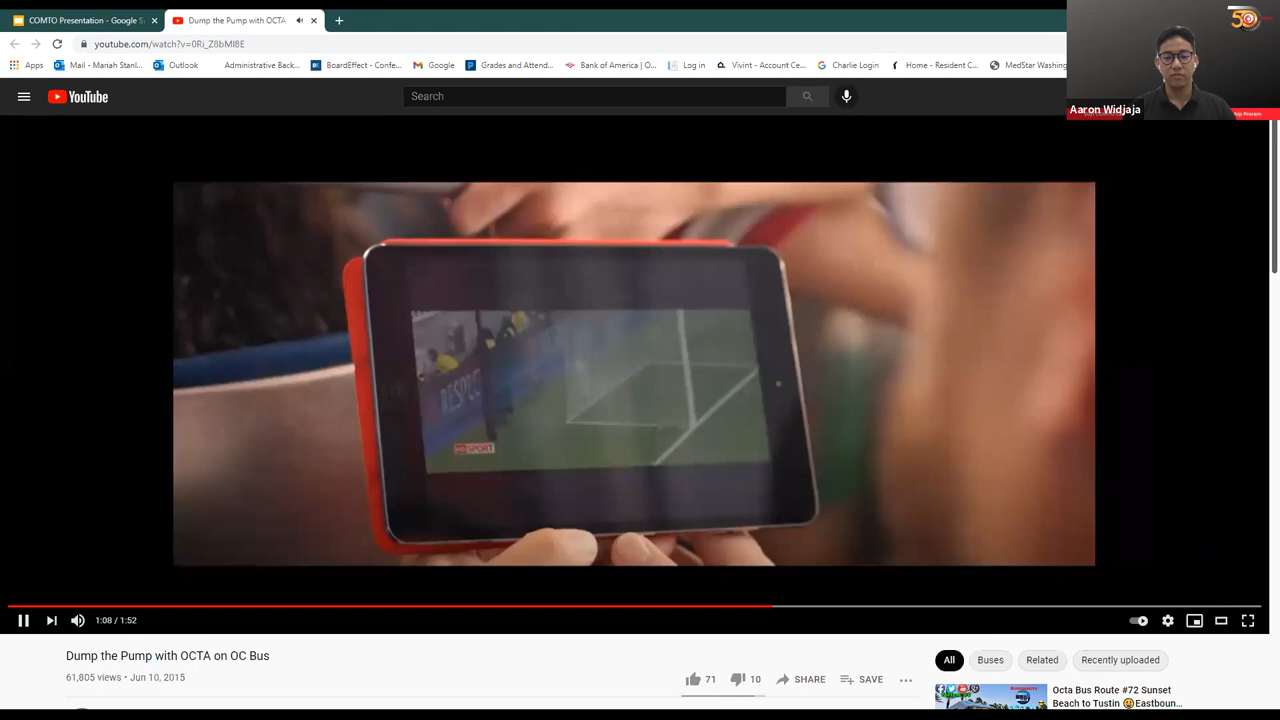 COMTO Presentation - Google S
Dump the Pump with OCTA
youtube.com/watch?v=0Ri_Z8bMI8E
Apps
Mail - Mariah Stanl...
Outlook
Administrative Back...
BoardEffect - Confe...
Google
Grades and Attend...
Bank of America | O...
Log in
Vivint - Account Ce...
Charlie Login
Home - Resident C...
MedStar Washing
50
Aaron Widjaja
YouTube
Search
RESPEC
HD SPORT
1:08 / 1:52
Dump the Pump with OCTA on OC Bus
61,805 views • Jun 10, 2015
71
10
SHARE
SAVE
All
Buses
Related
Recently uploaded
Octa Bus Route #72 Sunset
Beach to Tustin 😃Eastboun...